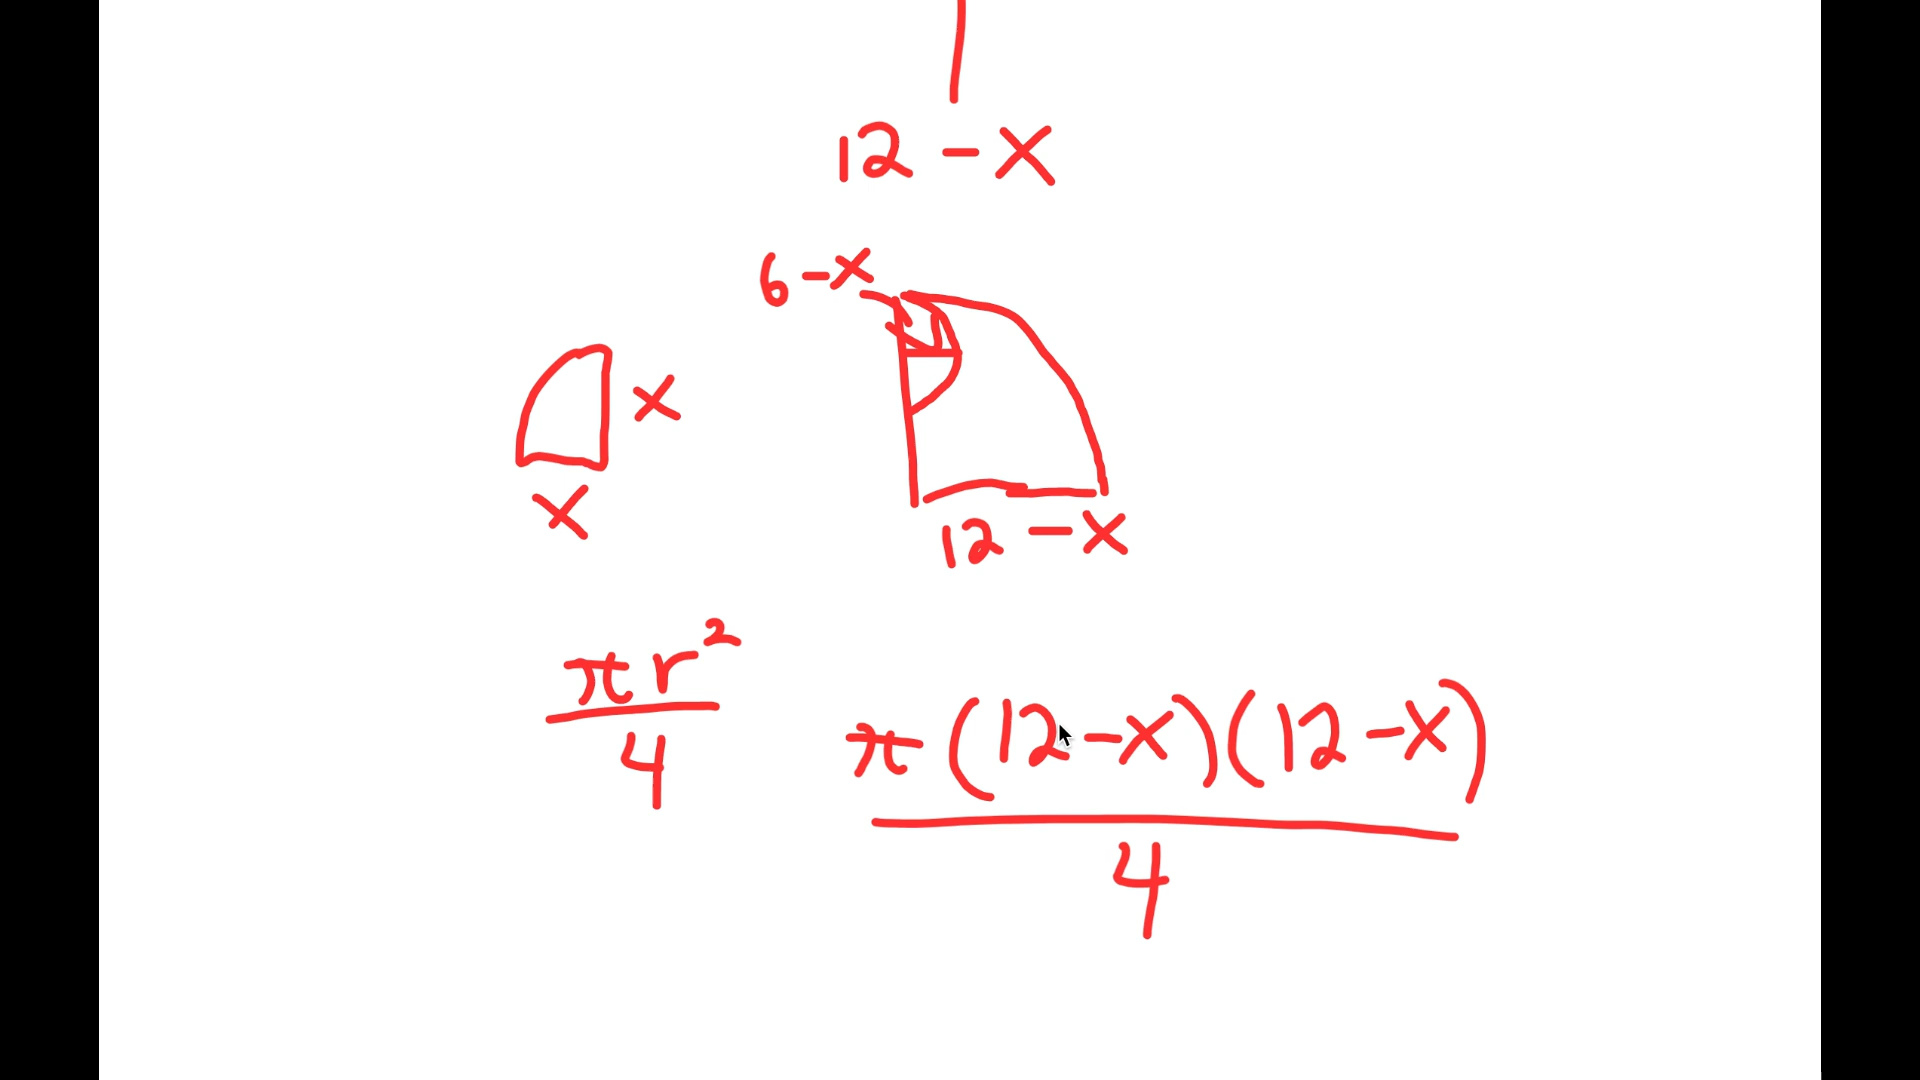 12 - x
6 - x
x
x
12 - x
πr²/4
π(12-x)(12-x)/4